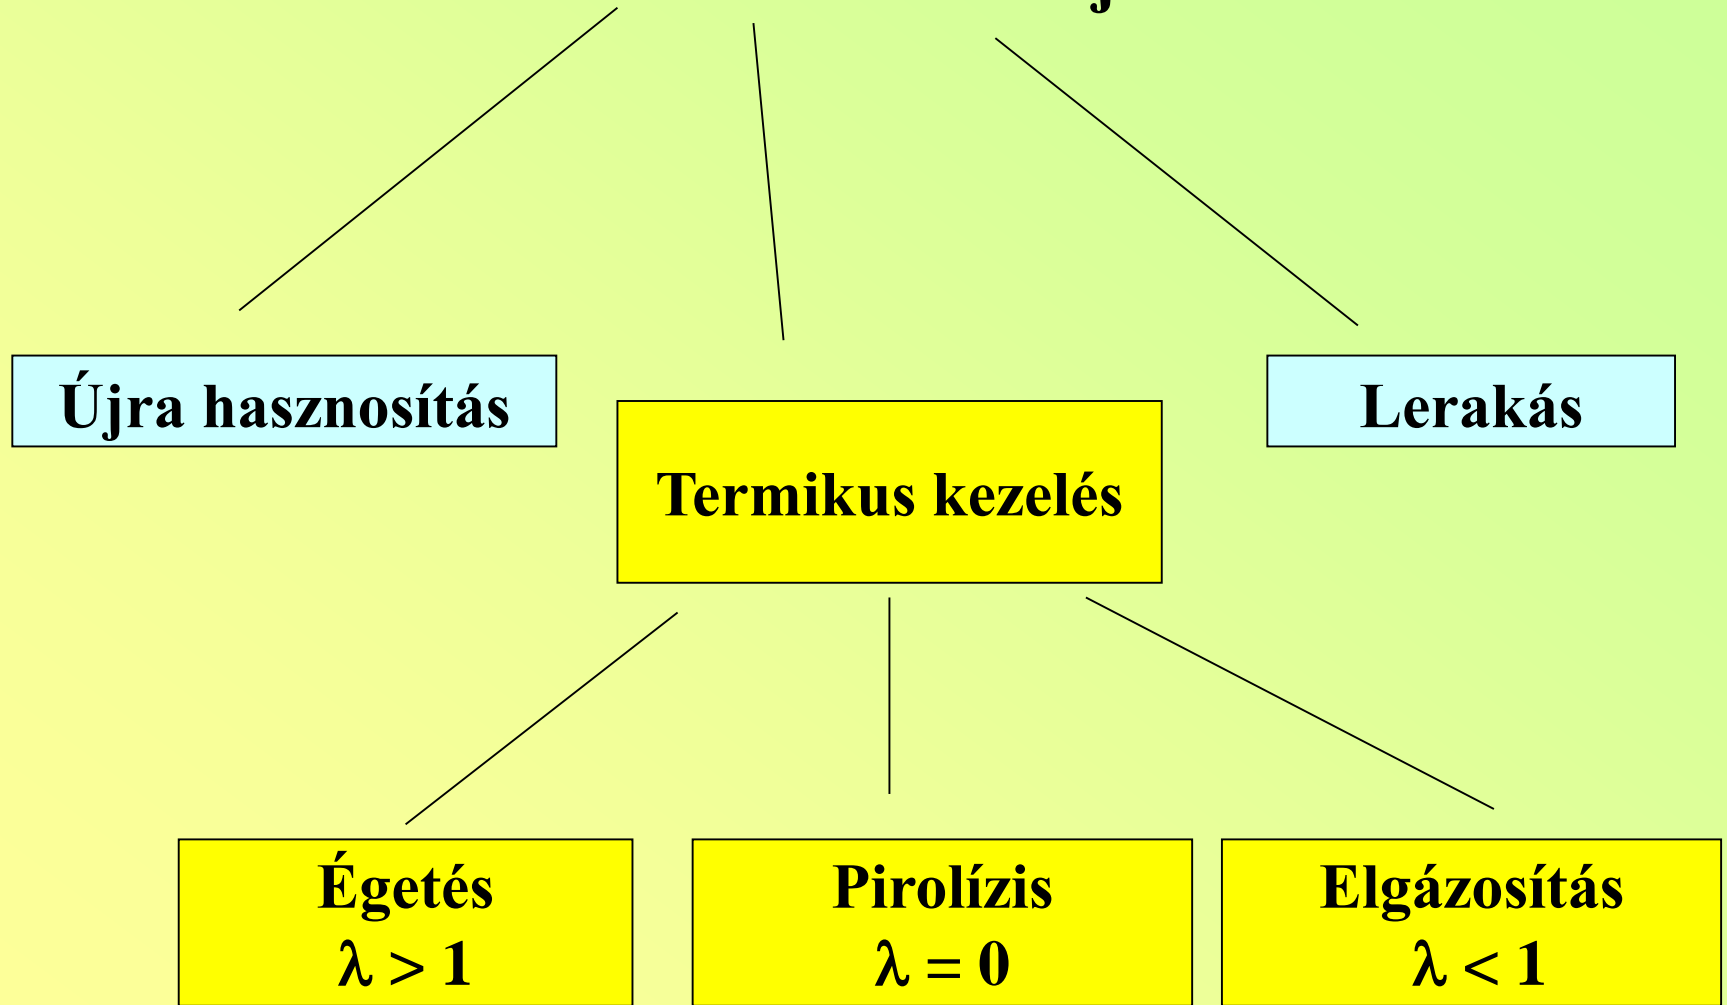 Újra hasznosítás
Lerakás
Termikus kezelés
Égetés
λ > 1
Pirolízis
λ = 0
Elgázosítás
λ < 1